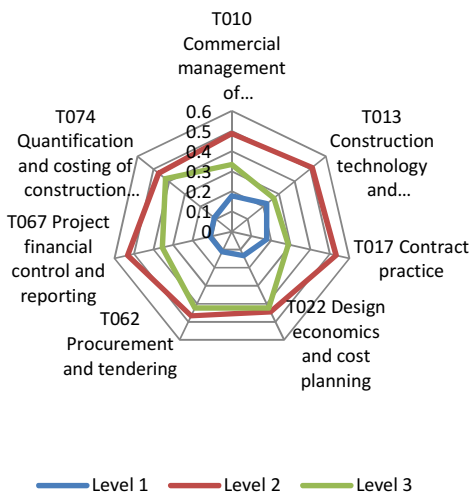 T010
Commercial
management
of...
T013
Construction
technology
and...
T017 Contract
practice
T022 Design
economics
and cost
planning
T062
Procurement
and tendering
T067 Project
financial
control and
reporting
T074
Quantification
and costing of
construction...
0.6
0.5
0.4
0.3
0.2
0.1
0
Level 1
Level 2
Level 3